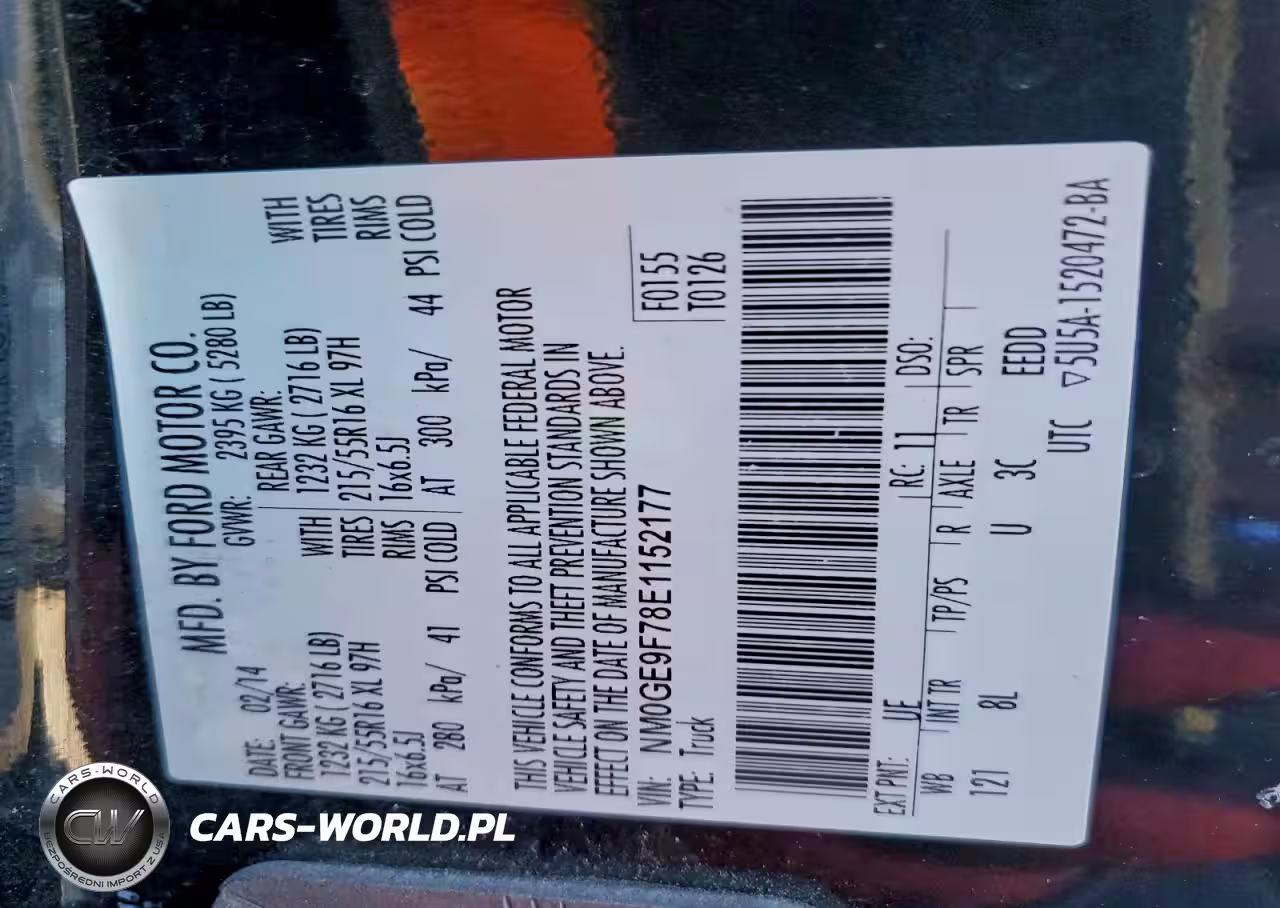 MFD. BY FORD MOTOR CO.
DATE: 02/14 GVWR: 2395 KG ( 5280 LB)
FRONT GAWR: REAR GAWR:
1232 KG ( 2716 LB) WITH 1232 KG ( 2716 LB) WITH
215/55R16 XL 97H TIRES 215/55R16 XL 97H TIRES
16x6.5J RIMS 16x6.5J RIMS
AT 280 kPa/ 41 PSI COLD AT 300 kPa/ 44 PSI COLD
THIS VEHICLE CONFORMS TO ALL APPLICABLE FEDERAL MOTOR
VEHICLE SAFETY AND THEFT PREVENTION STANDARDS IN
EFFECT ON THE DATE OF MANUFACTURE SHOWN ABOVE.
VIN: NM0GE9F78E1152177 F0155
TYPE: Truck T0126
EXT PNT: UE RC: 11 DSO:
WB INT TR TP/PS R AXLE TR SPR
121 8L U 3C EEDD
UTC ▽5U5A-1520472-BA
CARS-WORLD
CW
BEZPOŚREDNI IMPORT Z USA
CARS-WORLD.PL